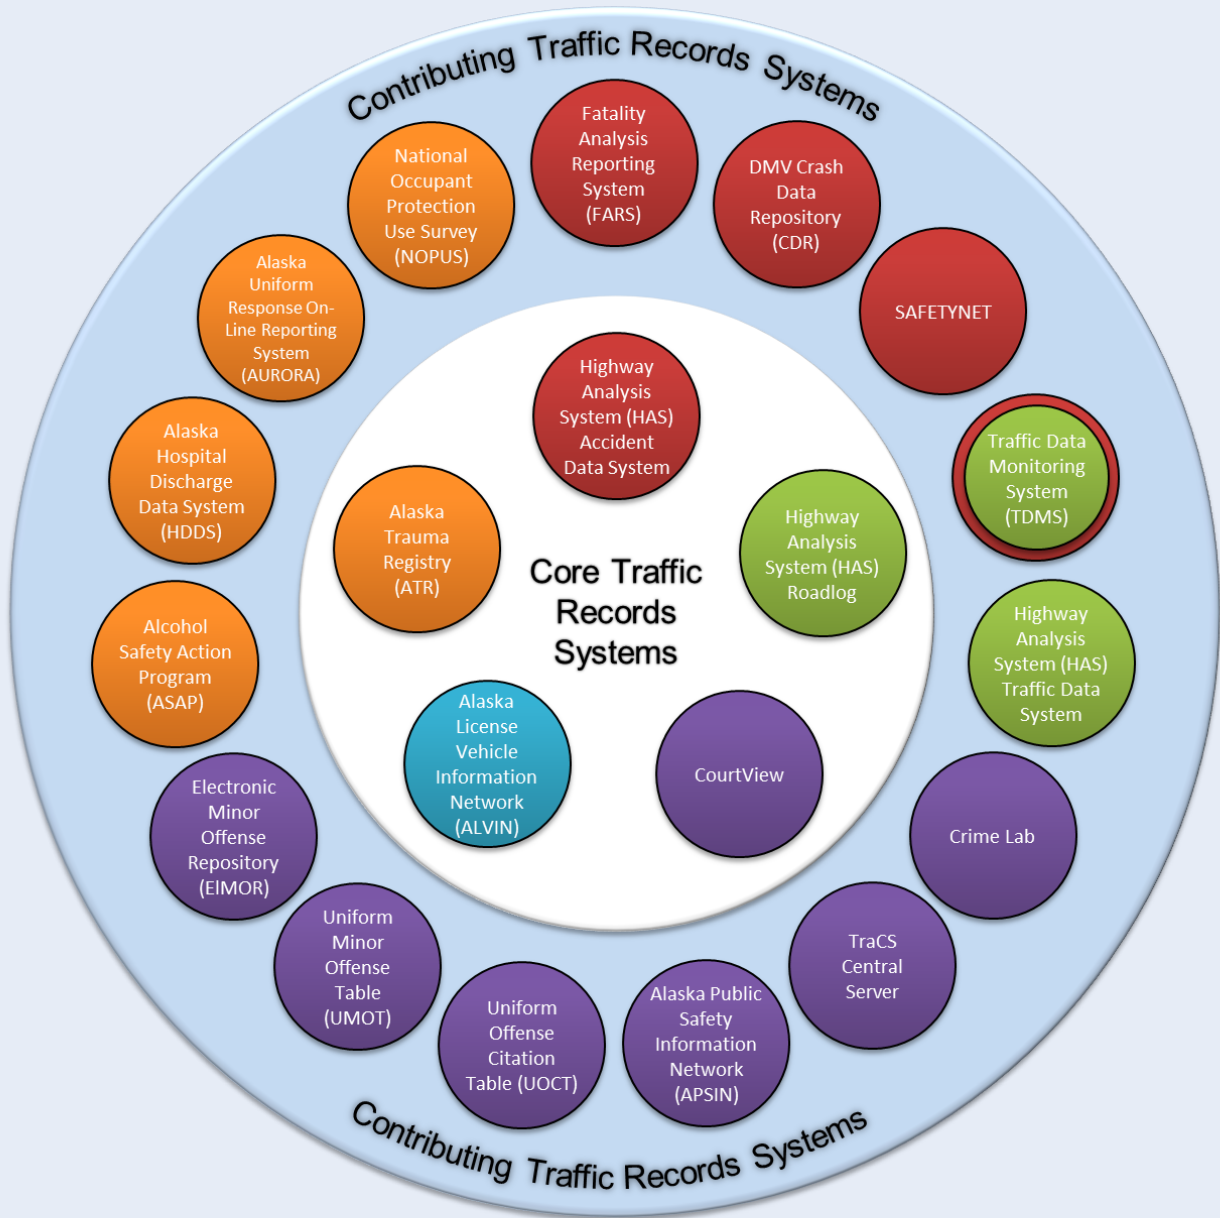 Contributing Traffic Records Systems
Fatality
Analysis
Reporting
System
(FARS)
DMV Crash
Data
Repository
(CDR)
SAFETYNET
Traffic Data
Monitoring
System
(TDMS)
Highway
Analysis
System (HAS)
Traffic Data
System
Crime Lab
TraCS
Central
Server
Alaska Public
Safety
Information
Network
(APSIN)
Uniform
Offense
Citation
Table (UOCT)
Uniform
Minor
Offense
Table
(UMOT)
Electronic
Minor
Offense
Repository
(EIMOR)
Alcohol
Safety Action
Program
(ASAP)
Alaska
Hospital
Discharge
Data System
(HDDS)
Alaska
Uniform
Response On-
Line Reporting
System
(AURORA)
National
Occupant
Protection
Use Survey
(NOPUS)
Highway
Analysis
System (HAS)
Accident
Data System
Highway
Analysis
System (HAS)
Roadlog
CourtView
Alaska
License
Vehicle
Information
Network
(ALVIN)
Alaska
Trauma
Registry
(ATR)
Core Traffic
Records
Systems
Contributing Traffic Records Systems